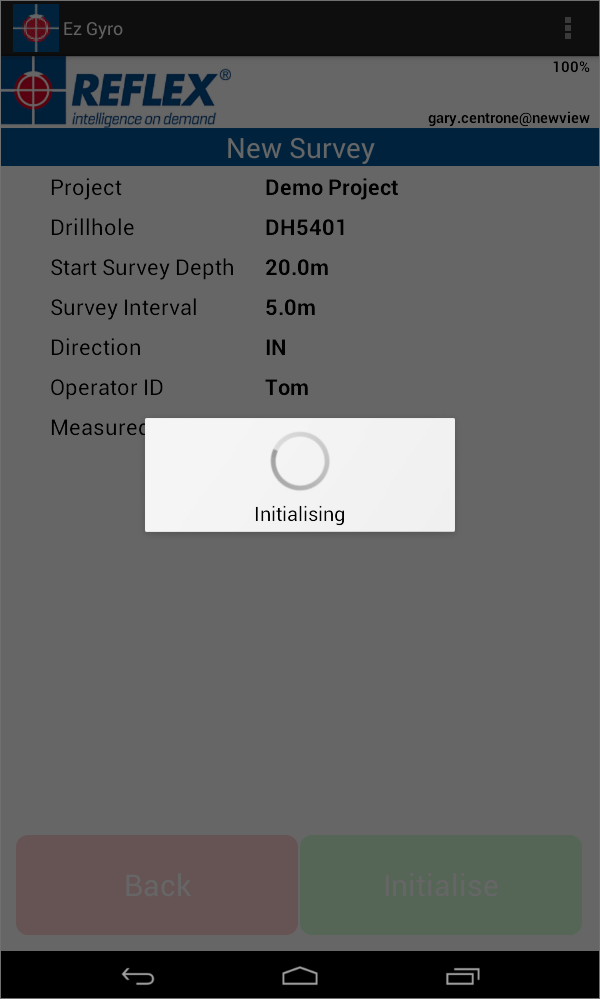 Ez Gyro
100%
REFLEX®
intelligence on demand
gary.centrone@newview
New Survey
Project Demo Project
Drillhole DH5401
Start Survey Depth 20.0m
Survey Interval 5.0m
Direction IN
Operator ID Tom
Measured
Initialising
Back Initialise